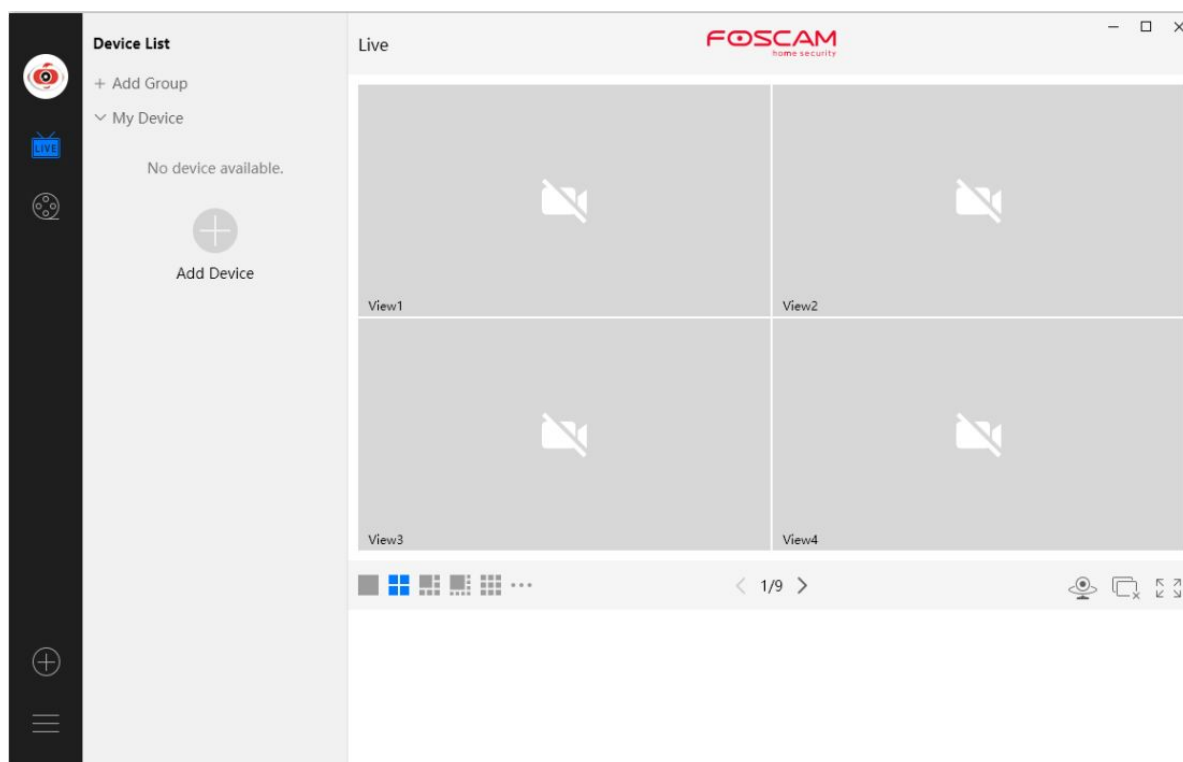 Device List
+ Add Group
My Device
No device available.
Add Device
LIVE
Live
FOSCAM
home security
View1
View2
View3
View4
1/9